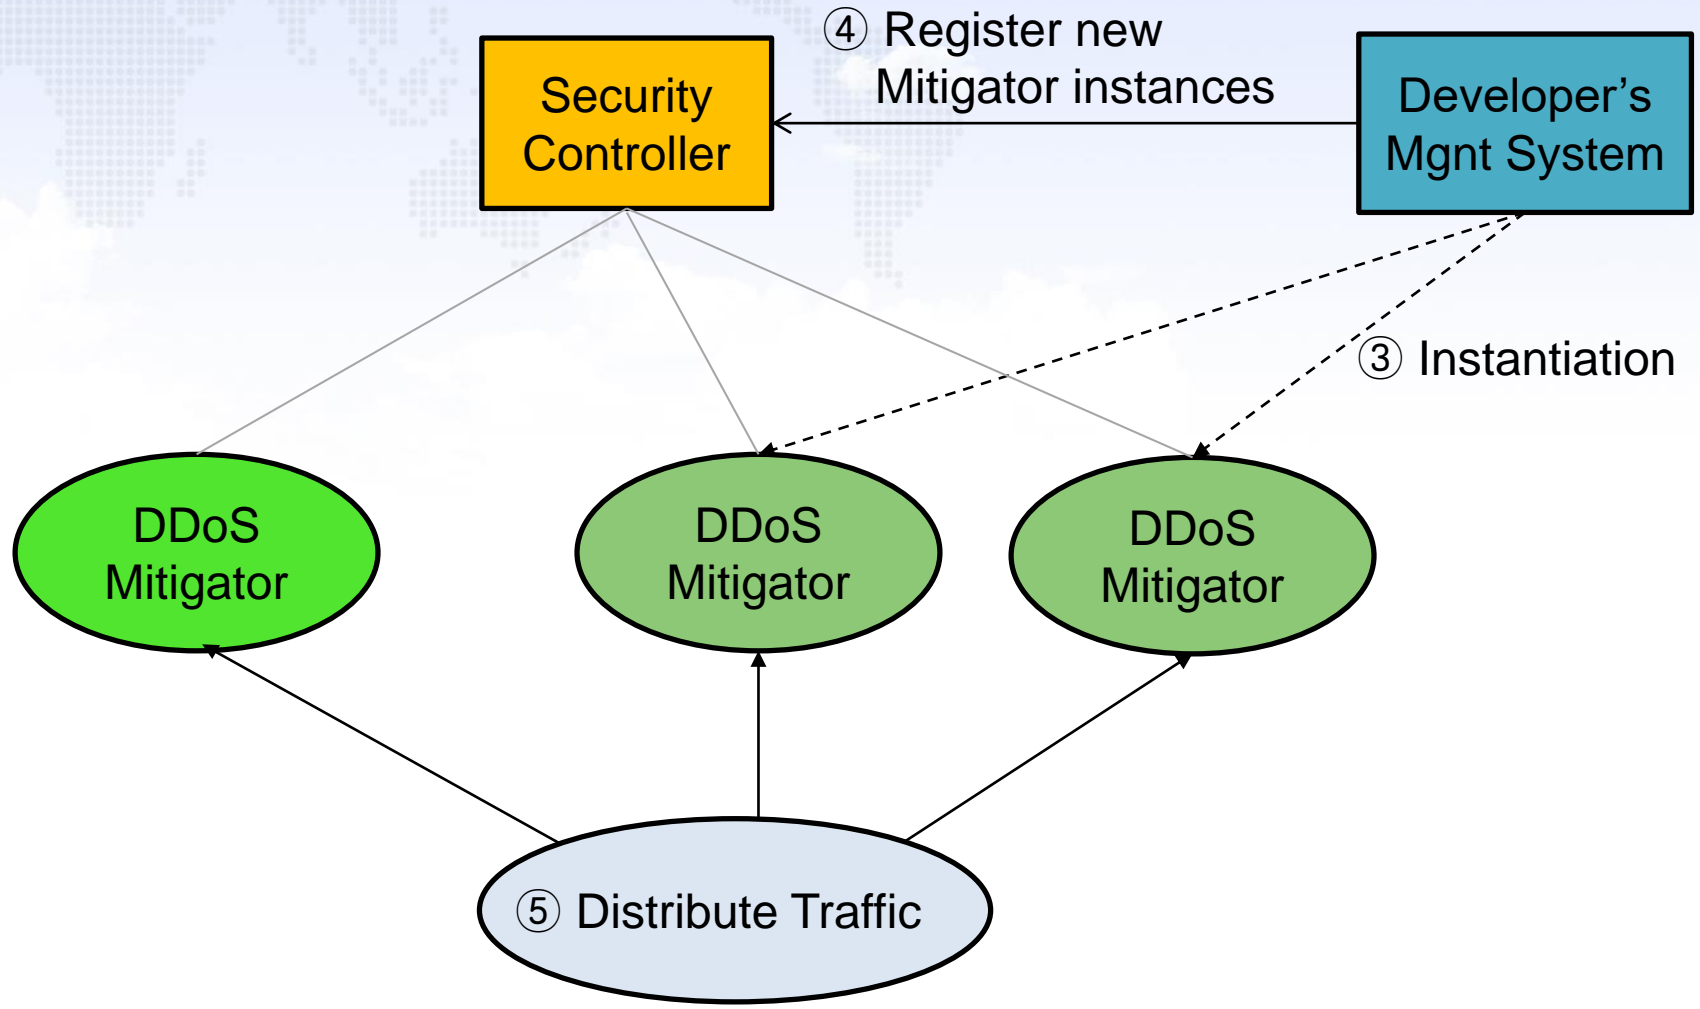 ④ Register new
Mitigator instances
Security
Controller
Developer’s
Mgnt System
③ Instantiation
DDoS
Mitigator
DDoS
Mitigator
DDoS
Mitigator
⑤ Distribute Traffic